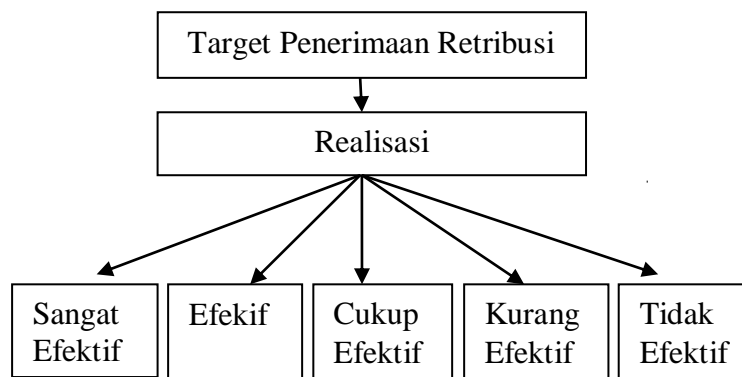 Target Penerimaan Retribusi
Realisasi
Sangat
Efektif
Efekif
Cukup
Efektif
Kurang
Efektif
Tidak
Efektif